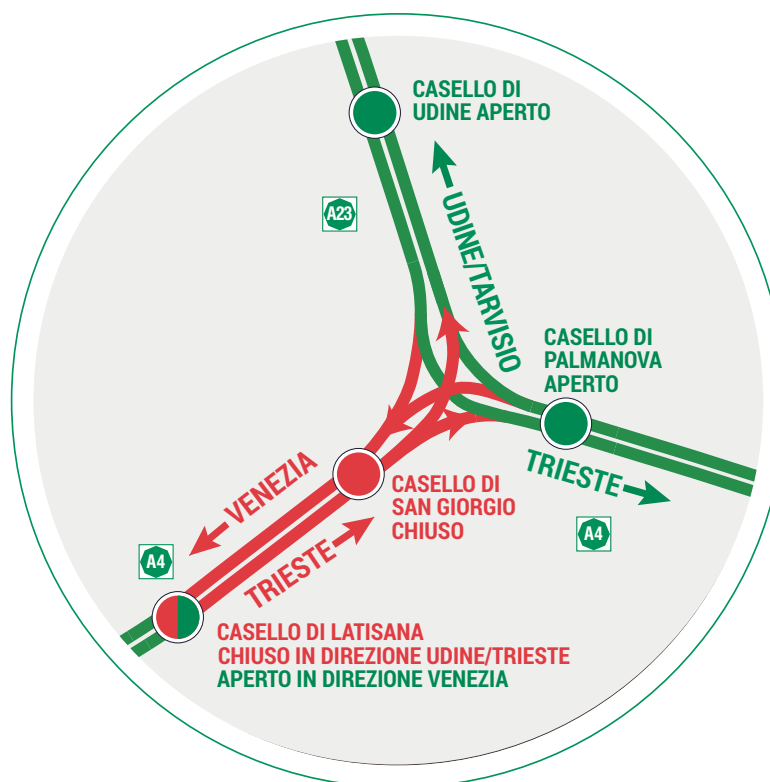 CASELLO DI
UDINE APERTO
A23
UDINE/TARVISIO
CASELLO DI
PALMANOVA
APERTO
TRIESTE
A4
VENEZIA
CASELLO DI
SAN GIORGIO
CHIUSO
TRIESTE
A4
CASELLO DI LATISANA
CHIUSO IN DIREZIONE UDINE/TRIESTE
APERTO IN DIREZIONE VENEZIA